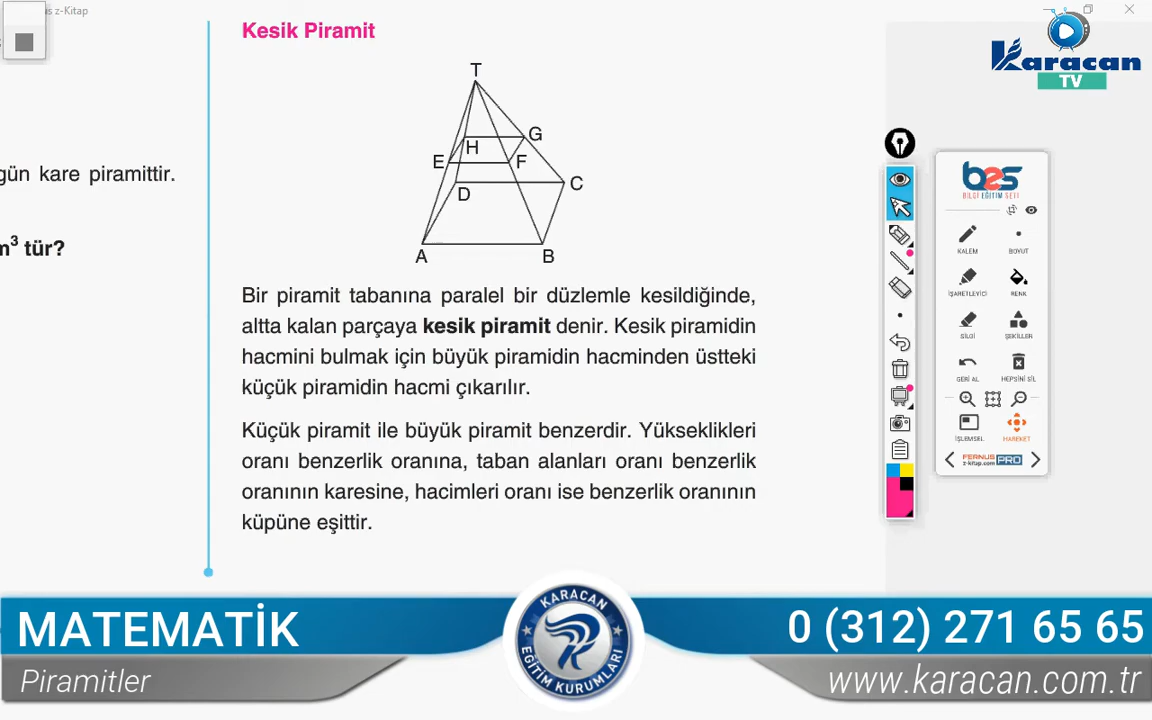 us z-Kitap
Karacan
TV
Kesik Piramit
T
G
H
E
F
D
C
A
B
gün kare piramittir.
m³ tür?
Bir piramit tabanına paralel bir düzlemle kesildiğinde,
altta kalan parçaya kesik piramit denir. Kesik piramidin
hacmini bulmak için büyük piramidin hacminden üstteki
küçük piramidin hacmi çıkarılır.
Küçük piramit ile büyük piramit benzerdir. Yükseklikleri
oranı benzerlik oranına, taban alanları oranı benzerlik
oranının karesine, hacimleri oranı ise benzerlik oranının
küpüne eşittir.
bes
BİLGİ EĞİTİM SETİ
KALEM
BOYUT
İŞARETLEYİCİ
RENK
SİLGİ
ŞEKİLLER
GERİ AL
HEPSİNİ SİL
İŞLEMSEL
HAREKET
FERNUS
z-kitap.com
PRO
MATEMATİK
Piramitler
KARACAN
EĞİTİM KURUMLARI
0 (312) 271 65 65
www.karacan.com.tr